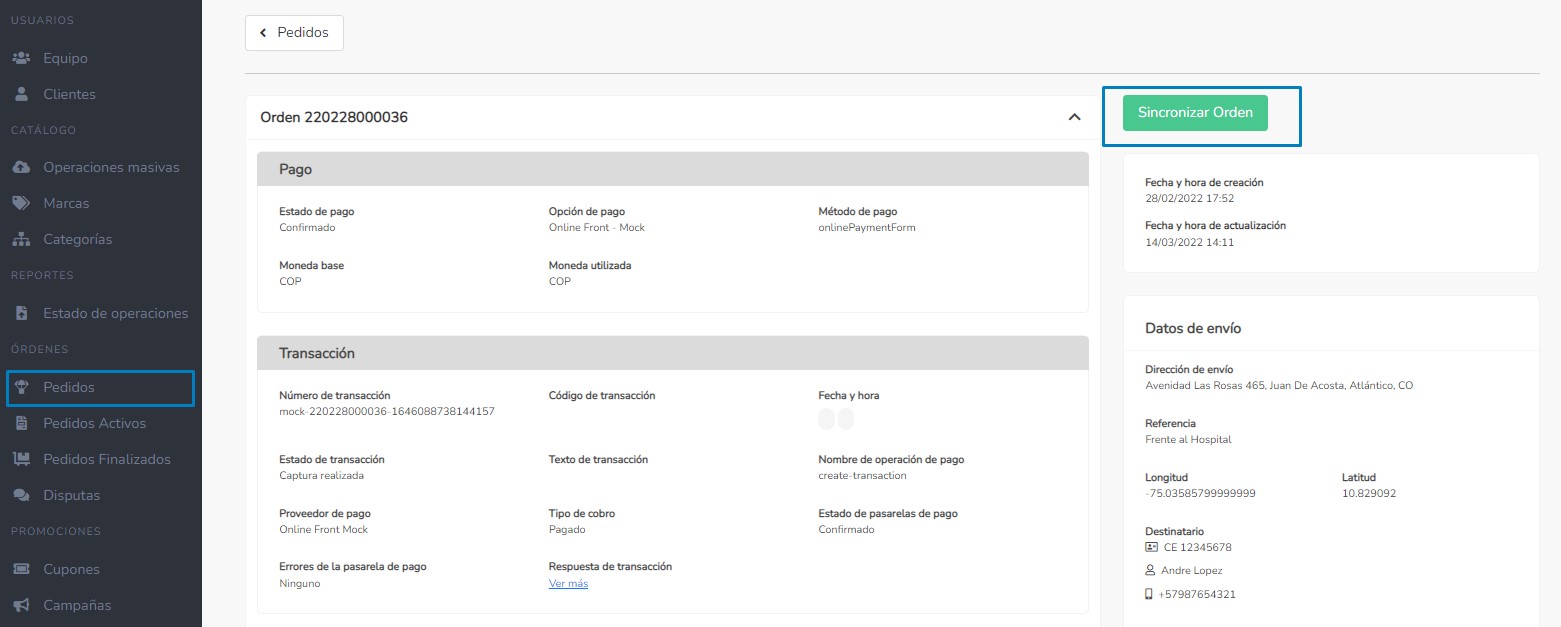 USUARIOS
Equipo
Clientes
CATÁLOGO
Operaciones masivas
Marcas
Categorías
REPORTES
Estado de operaciones
ÓRDENES
Pedidos
Pedidos Activos
Pedidos Finalizados
Disputas
PROMOCIONES
Cupones
Campañas
Pedidos
Orden 220228000036
Pago
Estado de pago
Confirmado
Opción de pago
Online Front - Mock
Método de pago
onlinePaymentForm
Moneda base
COP
Moneda utilizada
COP
Transacción
Número de transacción
mock-220228000036-1646088738144157
Código de transacción
Fecha y hora
Estado de transacción
Captura realizada
Texto de transacción
Nombre de operación de pago
create-transaction
Proveedor de pago
Online Front Mock
Tipo de cobro
Pagado
Estado de pasarelas de pago
Confirmado
Errores de la pasarela de pago
Ninguno
Respuesta de transacción
Ver más
Sincronizar Orden
Fecha y hora de creación
28/02/2022 17:52
Fecha y hora de actualización
14/03/2022 14:11
Datos de envío
Dirección de envío
Avenidad Las Rosas 465, Juan De Acosta, Atlántico, CO
Referencia
Frente al Hospital
Longitud
-75.03585799999999
Latitud
10.829092
Destinatario
CE 12345678
Andre Lopez
+57987654321